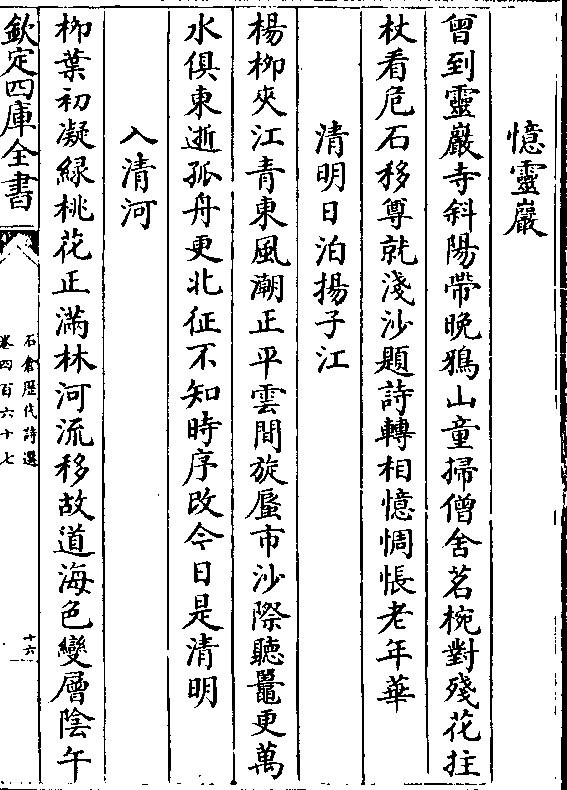 憶靈巖
曾到靈巖寺斜陽帶晚鴉山童掃僧舍茗椀對殘花拄
杖看危石移尊就淺沙題詩轉相憶惆悵老年華
清明日泊揚子江
楊柳夾江青東風潮正平雲間旋蜃市沙際聽鼉更萬
水俱東逝孤舟更北征不知時序改今日是清明
入清河
柳葉初凝綠桃花正滿林河流移故道海色變層陰午
欽定四庫全書
石倉歴代詩選
卷四百六十七
十六